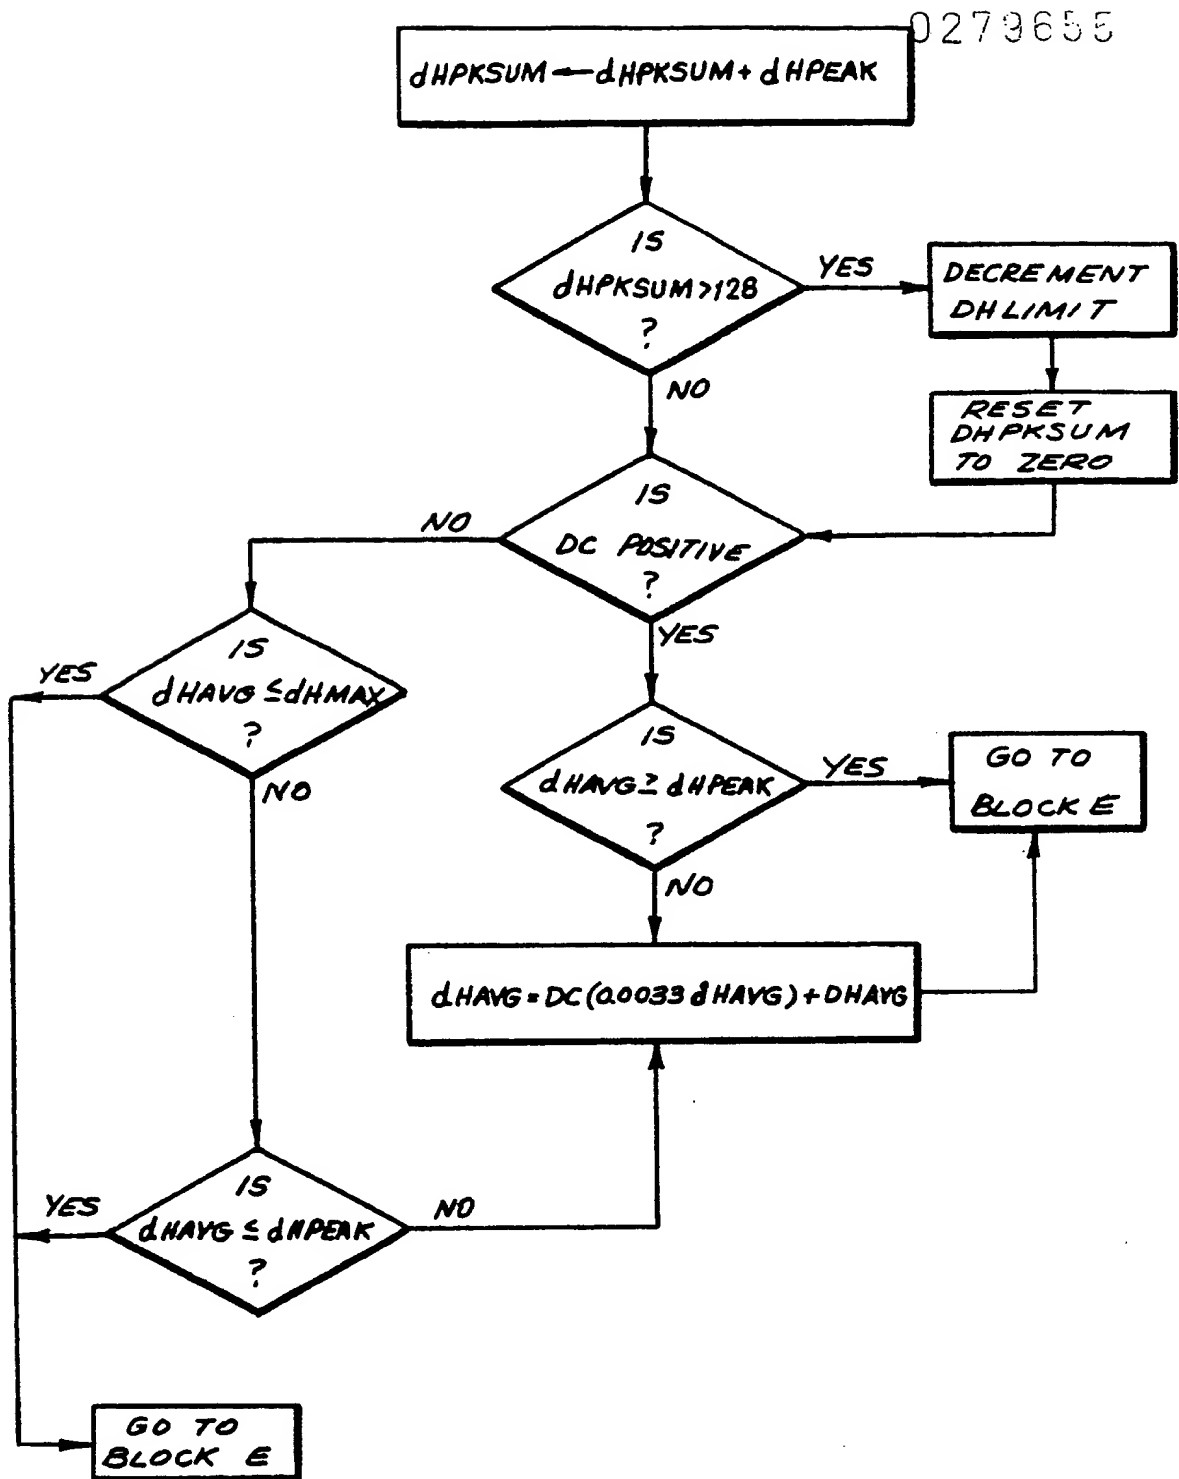 0279655
dHPKSUM ← dHPKSUM + dHPEAK
IS
dHPKSUM > 128
?
YES
DECREMENT
DHLIMIT
NO
RESET
DHPKSUM
TO ZERO
IS
DC POSITIVE
?
NO
YES
IS
dHAVG ≤ dHMAX
?
YES
NO
IS
dHAVG ≥ dHPEAK
?
YES
GO TO
BLOCK E
NO
dHAVG = DC (0.0033 dHAVG) + DHAVG
IS
dHAVG ≤ dHPEAK
?
YES
NO
GO TO
BLOCK E